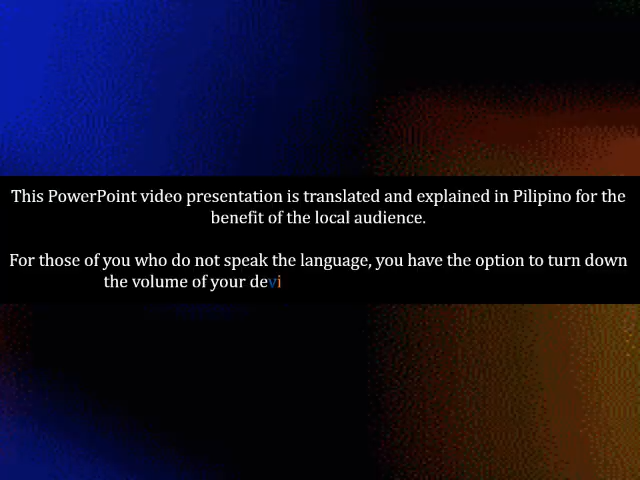 This PowerPoint video presentation is translated and explained in Pilipino for the
benefit of the local audience.
For those of you who do not speak the language, you have the option to turn down
the volume of your devi